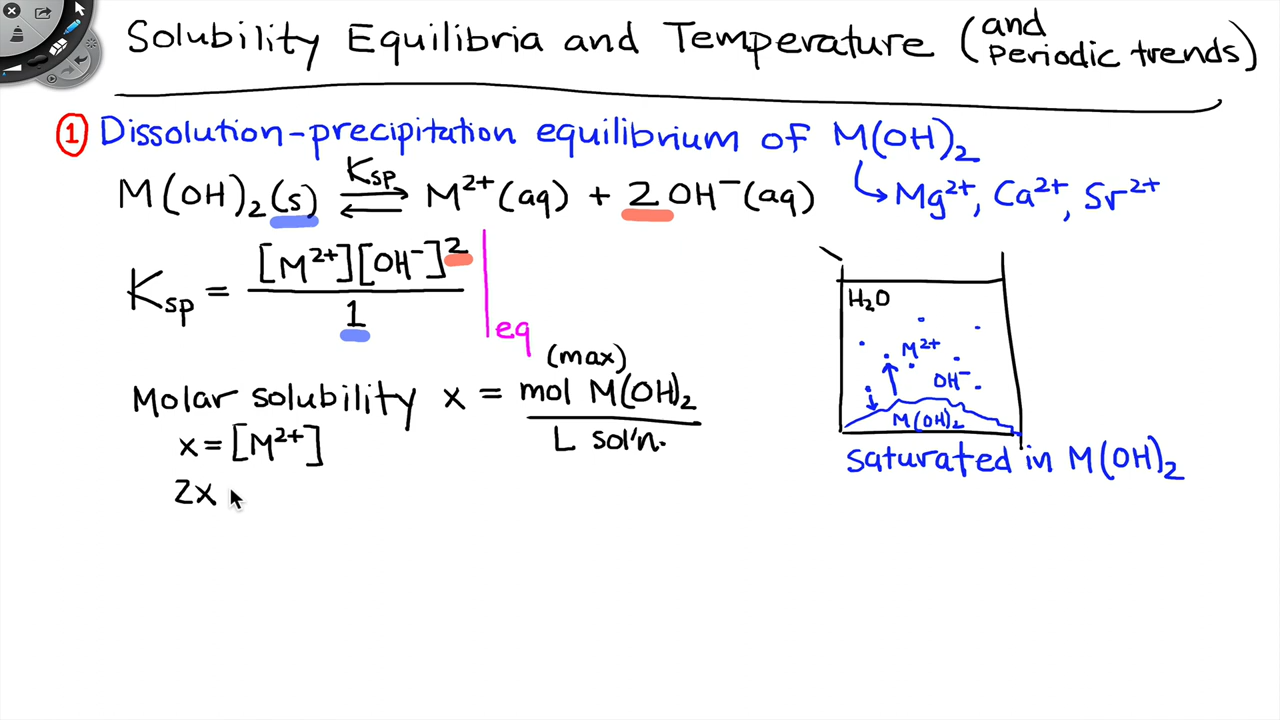 Solubility Equilibria and Temperature (and periodic trends)
① Dissolution-precipitation equilibrium of M(OH)₂
M(OH)₂(s) ⇌ Ksp M²⁺(aq) + 2OH⁻(aq)
↳ Mg²⁺, Ca²⁺, Sr²⁺
Ksp = [M²⁺][OH⁻]² / 1 | eq
Molar solubility x = (max) mol M(OH)₂ / L sol'n.
x = [M²⁺]
2x
H₂O
M²⁺
OH⁻
M(OH)₂
saturated in M(OH)₂